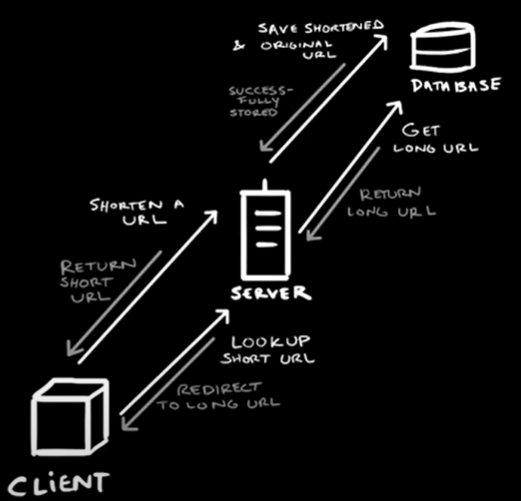 SAVE SHORTENED
& ORIGINAL
URL
DATABASE
SUCCESS-
FULLY
STORED
GET
LONG URL
RETURN
LONG URL
SHORTEN A
URL
RETURN
SHORT
URL
SERVER
LOOKUP
SHORT URL
REDIRECT
TO LONG URL
CLIENT